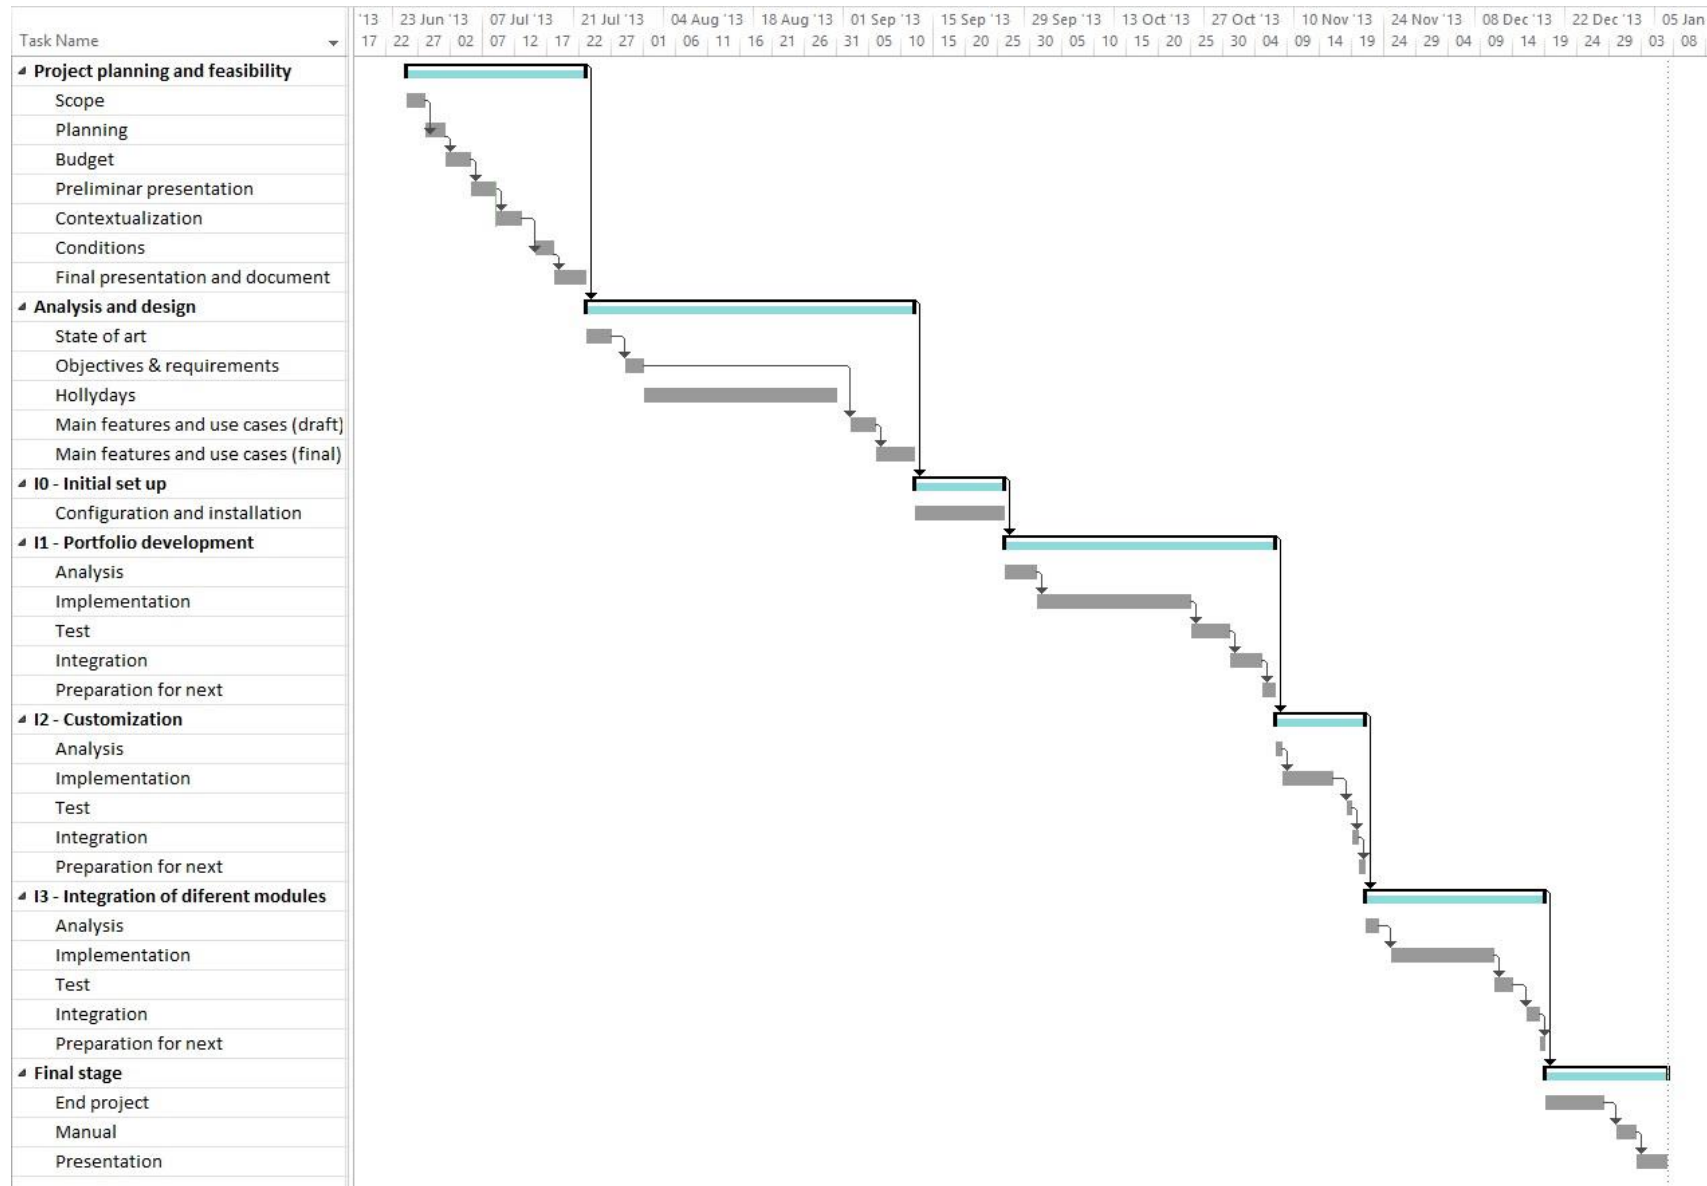 '13 23 Jun '13 07 Jul '13 21 Jul '13 04 Aug '13 18 Aug '13 01 Sep '13 15 Sep '13 29 Sep '13 13 Oct '13 27 Oct '13 10 Nov '13 24 Nov '13 08 Dec '13 22 Dec '13 05 Jan
Task Name 17 22 27 02 07 12 17 22 27 01 06 11 16 21 26 31 05 10 15 20 25 30 05 10 15 20 25 30 04 09 14 19 24 29 04 09 14 19 24 29 03 08
Project planning and feasibility
Scope
Planning
Budget
Preliminar presentation
Contextualization
Conditions
Final presentation and document
Analysis and design
State of art
Objectives & requirements
Hollydays
Main features and use cases (draft)
Main features and use cases (final)
I0 - Initial set up
Configuration and installation
I1 - Portfolio development
Analysis
Implementation
Test
Integration
Preparation for next
I2 - Customization
Analysis
Implementation
Test
Integration
Preparation for next
I3 - Integration of diferent modules
Analysis
Implementation
Test
Integration
Preparation for next
Final stage
End project
Manual
Presentation